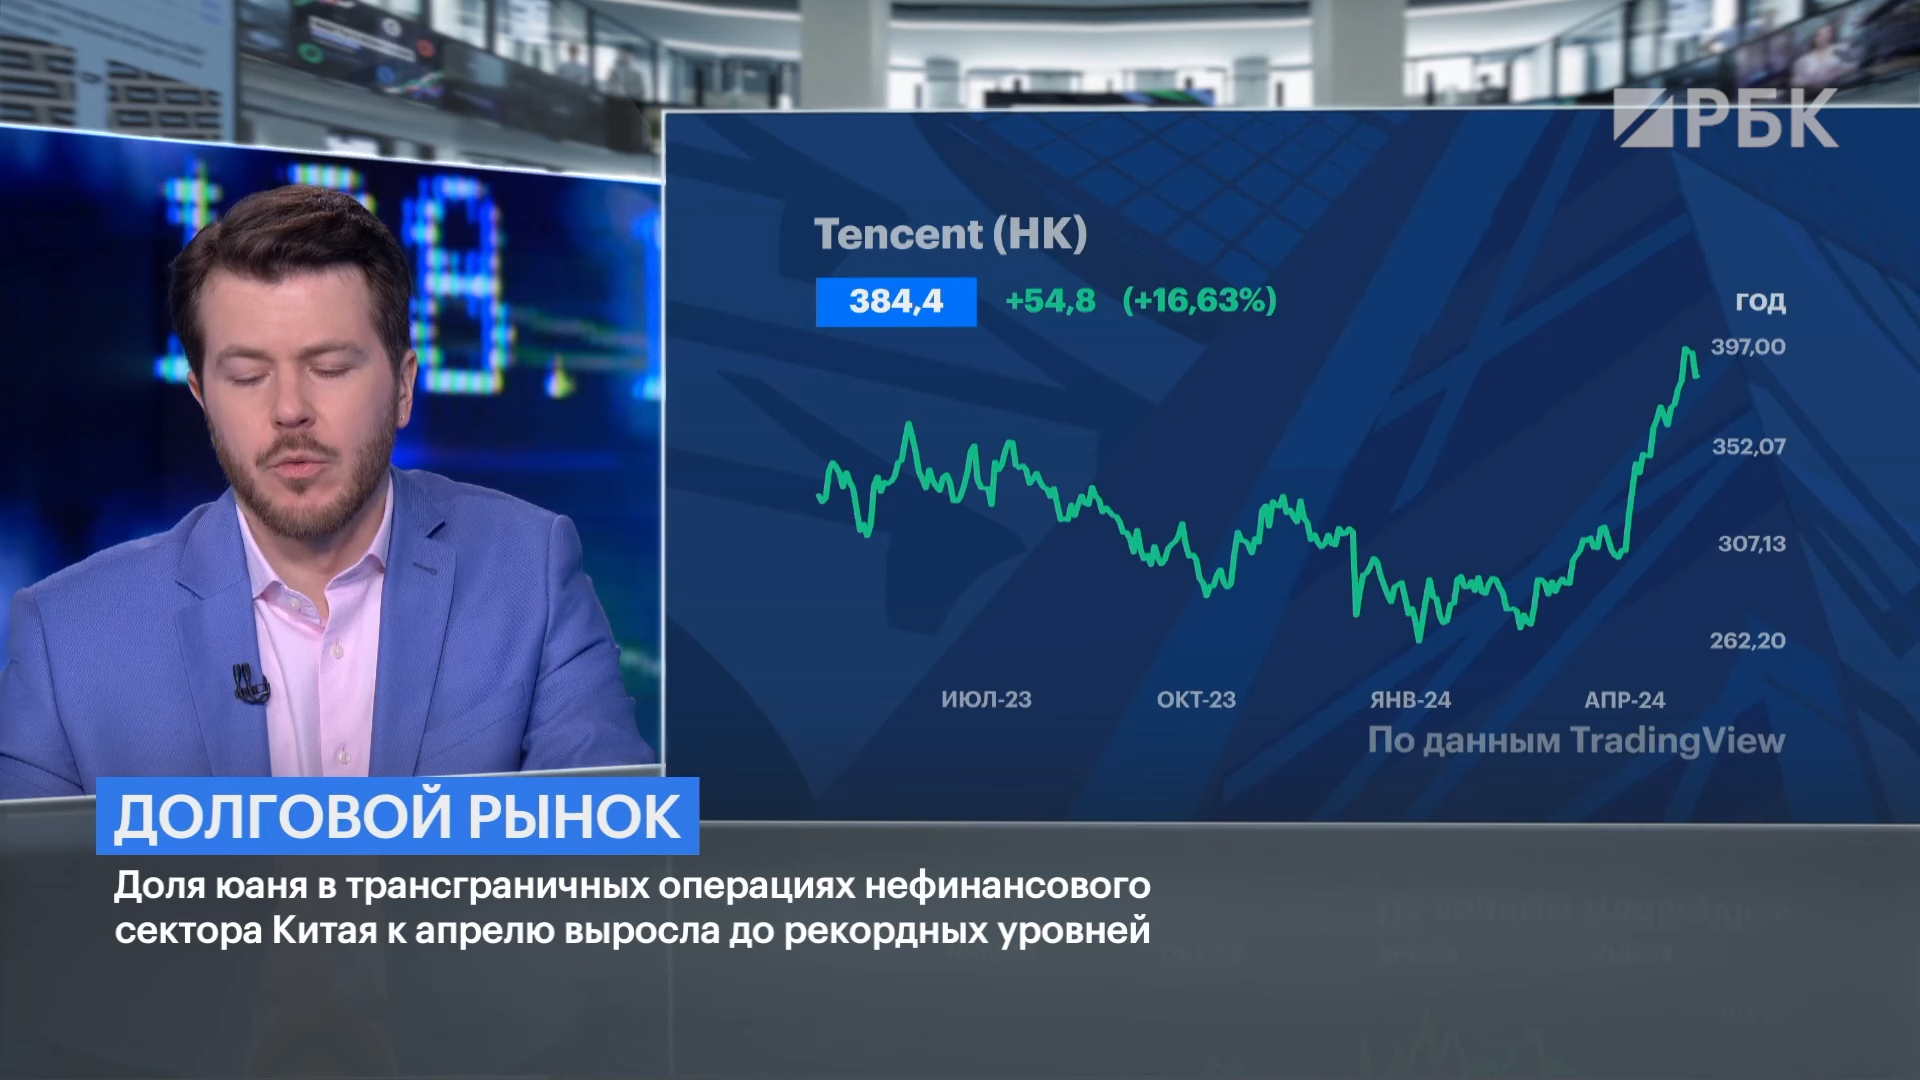 РБК
Tencent (HK)
384,4 +54,8 (+16,63%)
год
397,00
352,07
307,13
262,20
ИЮЛ-23 ОКТ-23 ЯНВ-24 АПР-24
По данным TradingView
ДОЛГОВОЙ РЫНОК
Доля юаня в трансграничных операциях нефинансового
сектора Китая к апрелю выросла до рекордных уровней